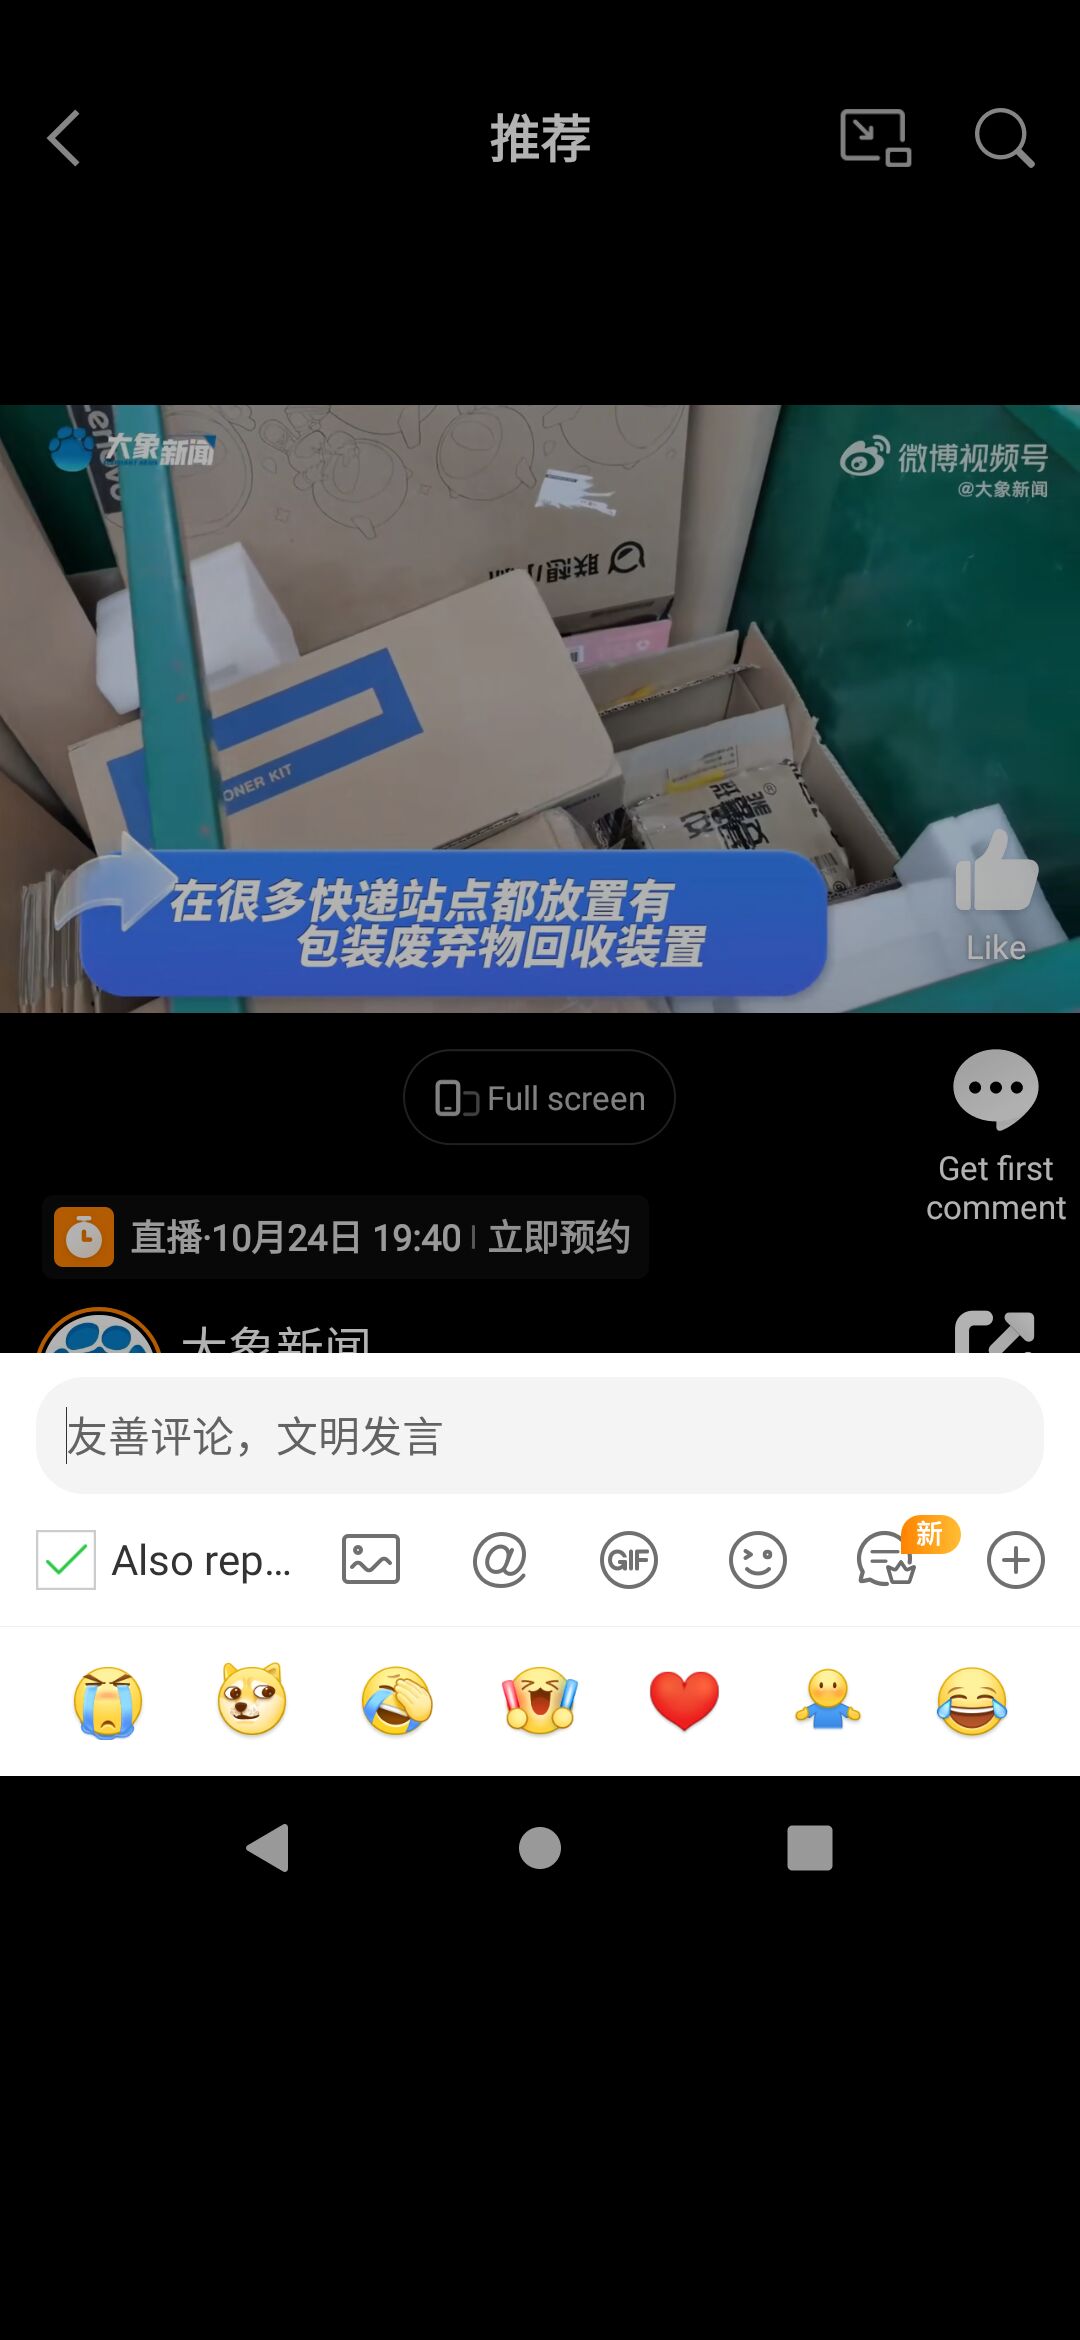 推荐
大象新闻
微博视频号
@大象新闻
联想
ONER KIT
在很多快递站点都放置有
包装废弃物回收装置
Like
Full screen
Get first
comment
直播·10月24日 19:40 | 立即预约
大象新闻
友善评论，文明发言
Also rep...
GIF
新